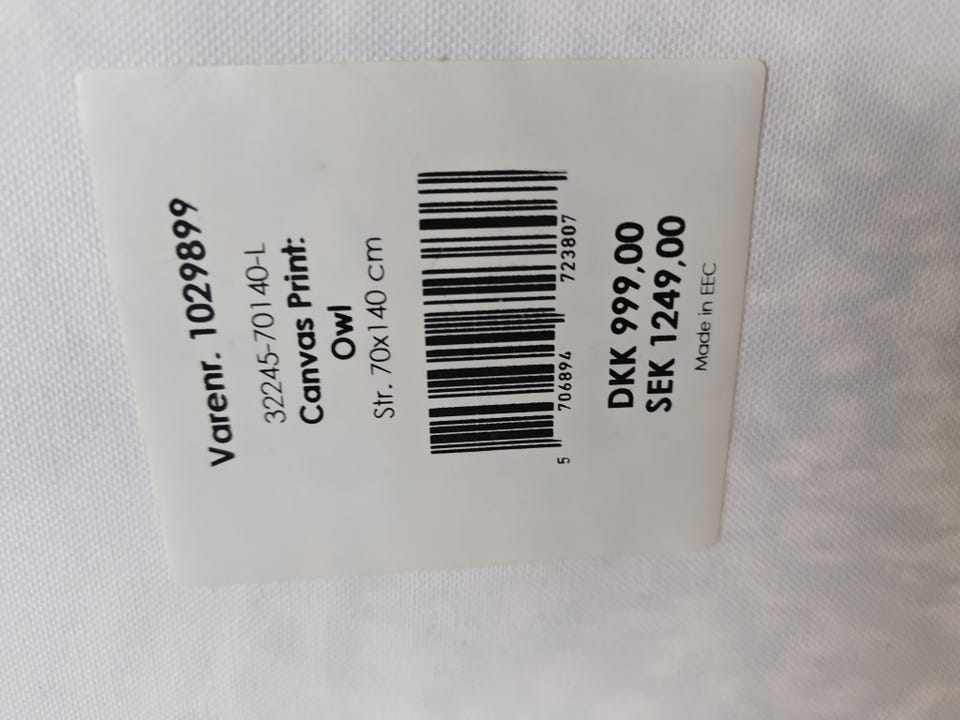 Varenr. 1029899
32245-70140-L
Canvas Print:
Owl
Str. 70x140 cm
5 706894 723807
DKK 999,00
SEK 1249,00
Made in EEC